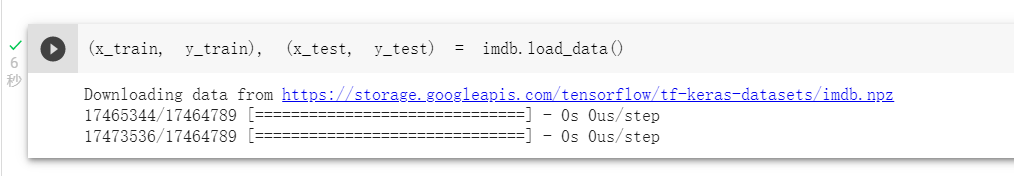 (x_train, y_train), (x_test, y_test) = imdb.load_data()
6
秒
Downloading data from https://storage.googleapis.com/tensorflow/tf-keras-datasets/imdb.npz
17465344/17464789 [==============================] - 0s 0us/step
17473536/17464789 [==============================] - 0s 0us/step